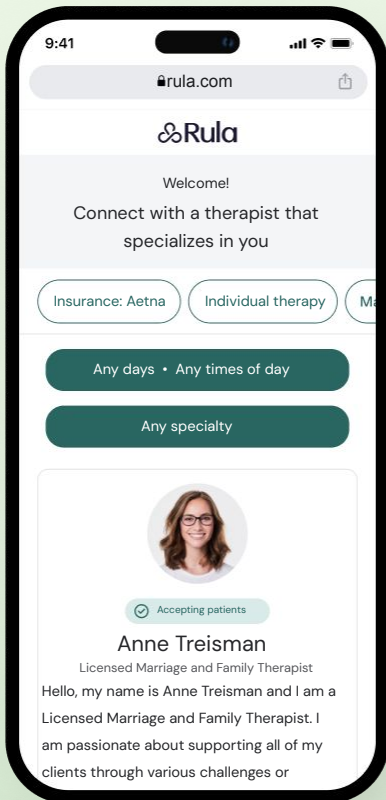 9:41
rula.com
Rula
Welcome!
Connect with a therapist that
specializes in you
Insurance: Aetna
Individual therapy
Ma
Any days • Any times of day
Any specialty
Accepting patients
Anne Treisman
Licensed Marriage and Family Therapist
Hello, my name is Anne Treisman and I am a
Licensed Marriage and Family Therapist. I
am passionate about supporting all of my
clients through various challenges or